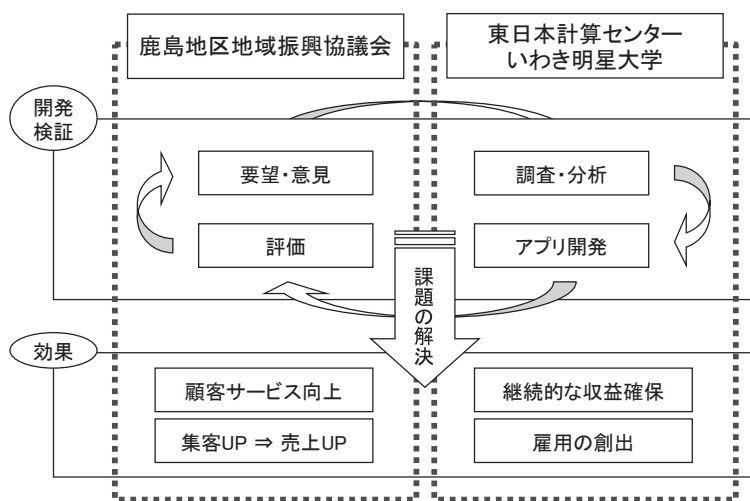 鹿島地区地域振興協議会
東日本計算センター
いわき明星大学
開発
検証
要望・意見
調査・分析
評価
アプリ開発
課題の解決
効果
顧客サービス向上
継続的な収益確保
集客UP ⇒ 売上UP
雇用の創出